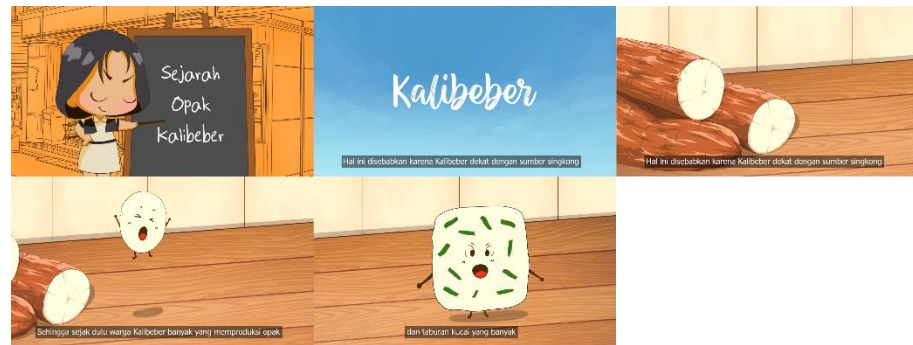 Sejarah
Opak
Kalibeber
Kalibeber
Hal ini disebabkan karena Kalibeber dekat dengan sumber singkong
Hal ini disebabkan karena Kalibeber dekat dengan sumber singkong
Sehingga sejak dulu warga Kalibeber banyak yang memproduksi opak
dan taburan kucai yang banyak